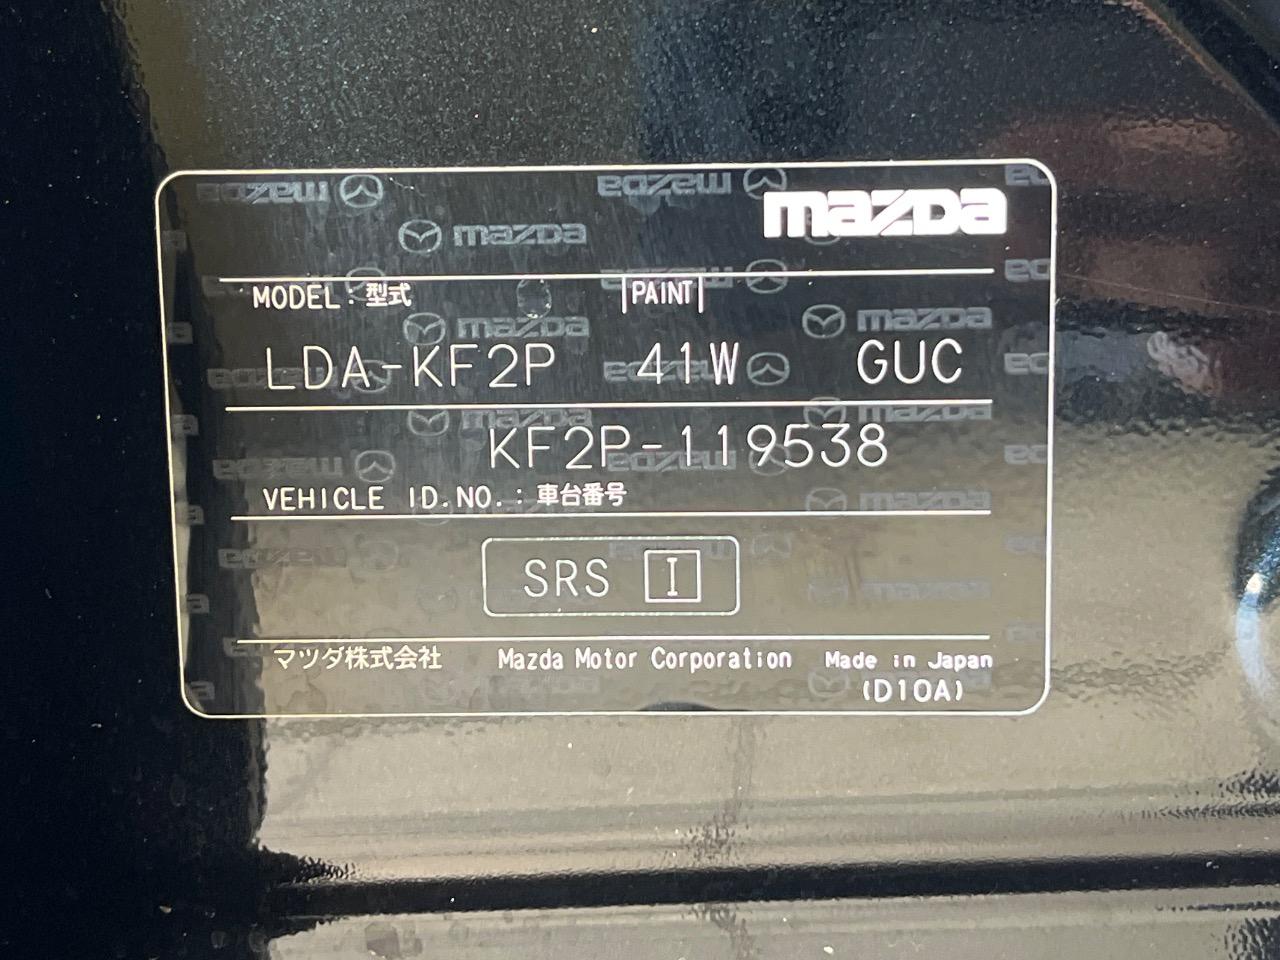 mazda
MODEL : 型式 |PAINT|
LDA-KF2P 41W GUC
KF2P-119538
VEHICLE ID.NO. : 車台番号
SRS I
マツダ株式会社 Mazda Motor Corporation Made in Japan
(D10A)